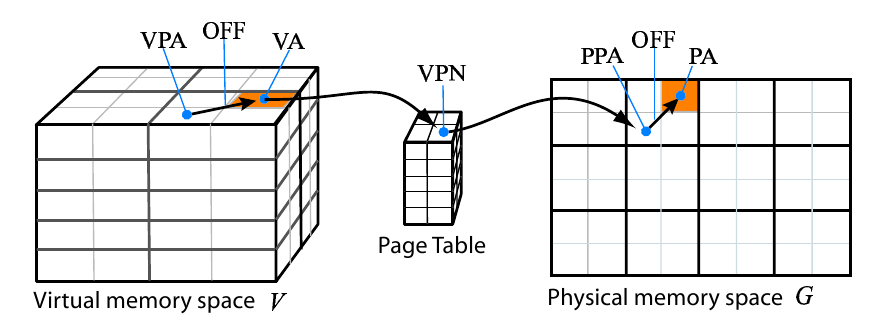 VPA OFF VA
VPN
PPA OFF PA
Page Table
Virtual memory space V
Physical memory space G